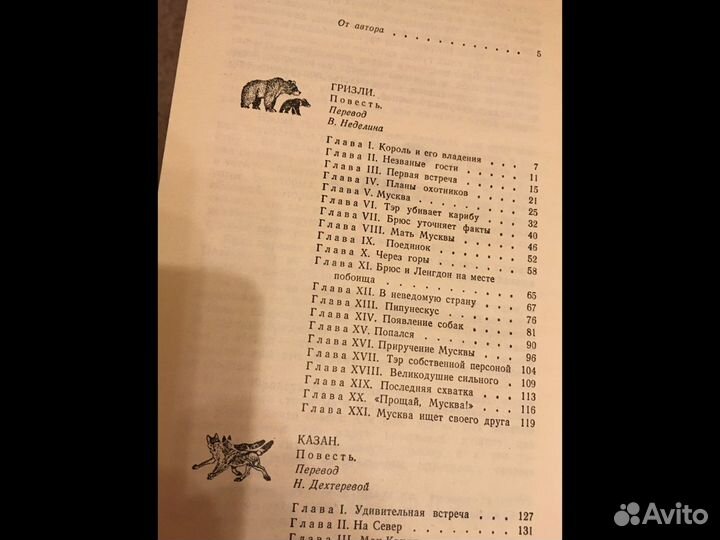 От автора . . . . . . . . . . . . 5
ГРИЗЛИ.
Повесть.
Перевод
В. Неделина
Глава I. Король и его владения . . . 7
Глава II. Незваные гости . . . . 11
Глава III. Первая встреча . . . . 15
Глава IV. Планы охотников . . . . 21
Глава V. Мусква . . . . . . . . 25
Глава VI. Тэр убивает карибу . . . 32
Глава VII. Брюс уточняет факты . . 40
Глава VIII. Мать Мусквы . . . . . 46
Глава IX. Поединок . . . . . . 52
Глава X. Через горы . . . . . . 58
Глава XI. Брюс и Ленгдон на месте
побоища . . . . . . . . . 65
Глава XII. В неведомую страну . . . 67
Глава XIII. Пипунескус . . . . . 76
Глава XIV. Появление собак . . . . 81
Глава XV. Попался . . . . . . . 90
Глава XVI. Приручение Мусквы . . . 96
Глава XVII. Тэр собственной персоной 104
Глава XVIII. Великодушие сильного . 109
Глава XIX. Последняя схватка . . . 113
Глава XX. «Прощай, Мусква!» . . . 116
Глава XXI. Мусква ищет своего друга 119
КАЗАН.
Повесть.
Перевод
Н. Дехтеревой
Глава I. Удивительная встреча . . . 127
Глава II. На Север . . . . . . . 131
Глава III.
Avito